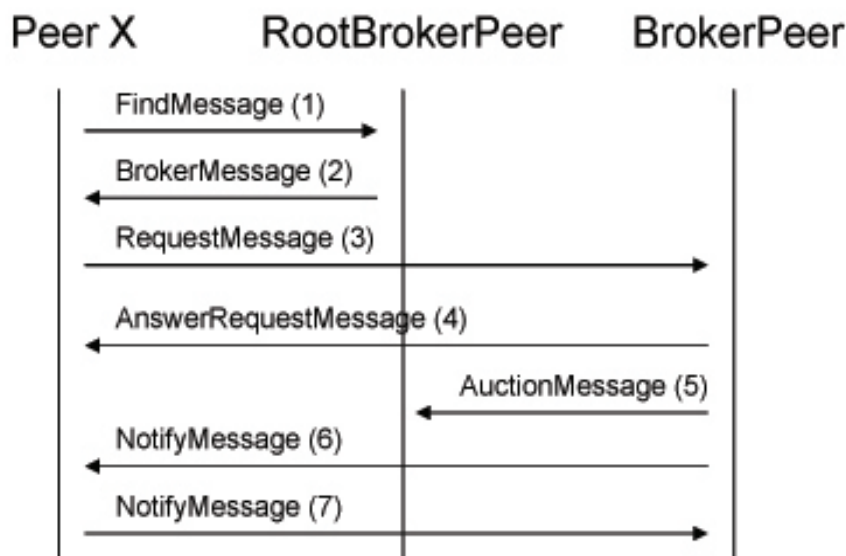 Peer X RootBrokerPeer BrokerPeer
FindMessage (1)
BrokerMessage (2)
RequestMessage (3)
AnswerRequestMessage (4)
AuctionMessage (5)
NotifyMessage (6)
NotifyMessage (7)